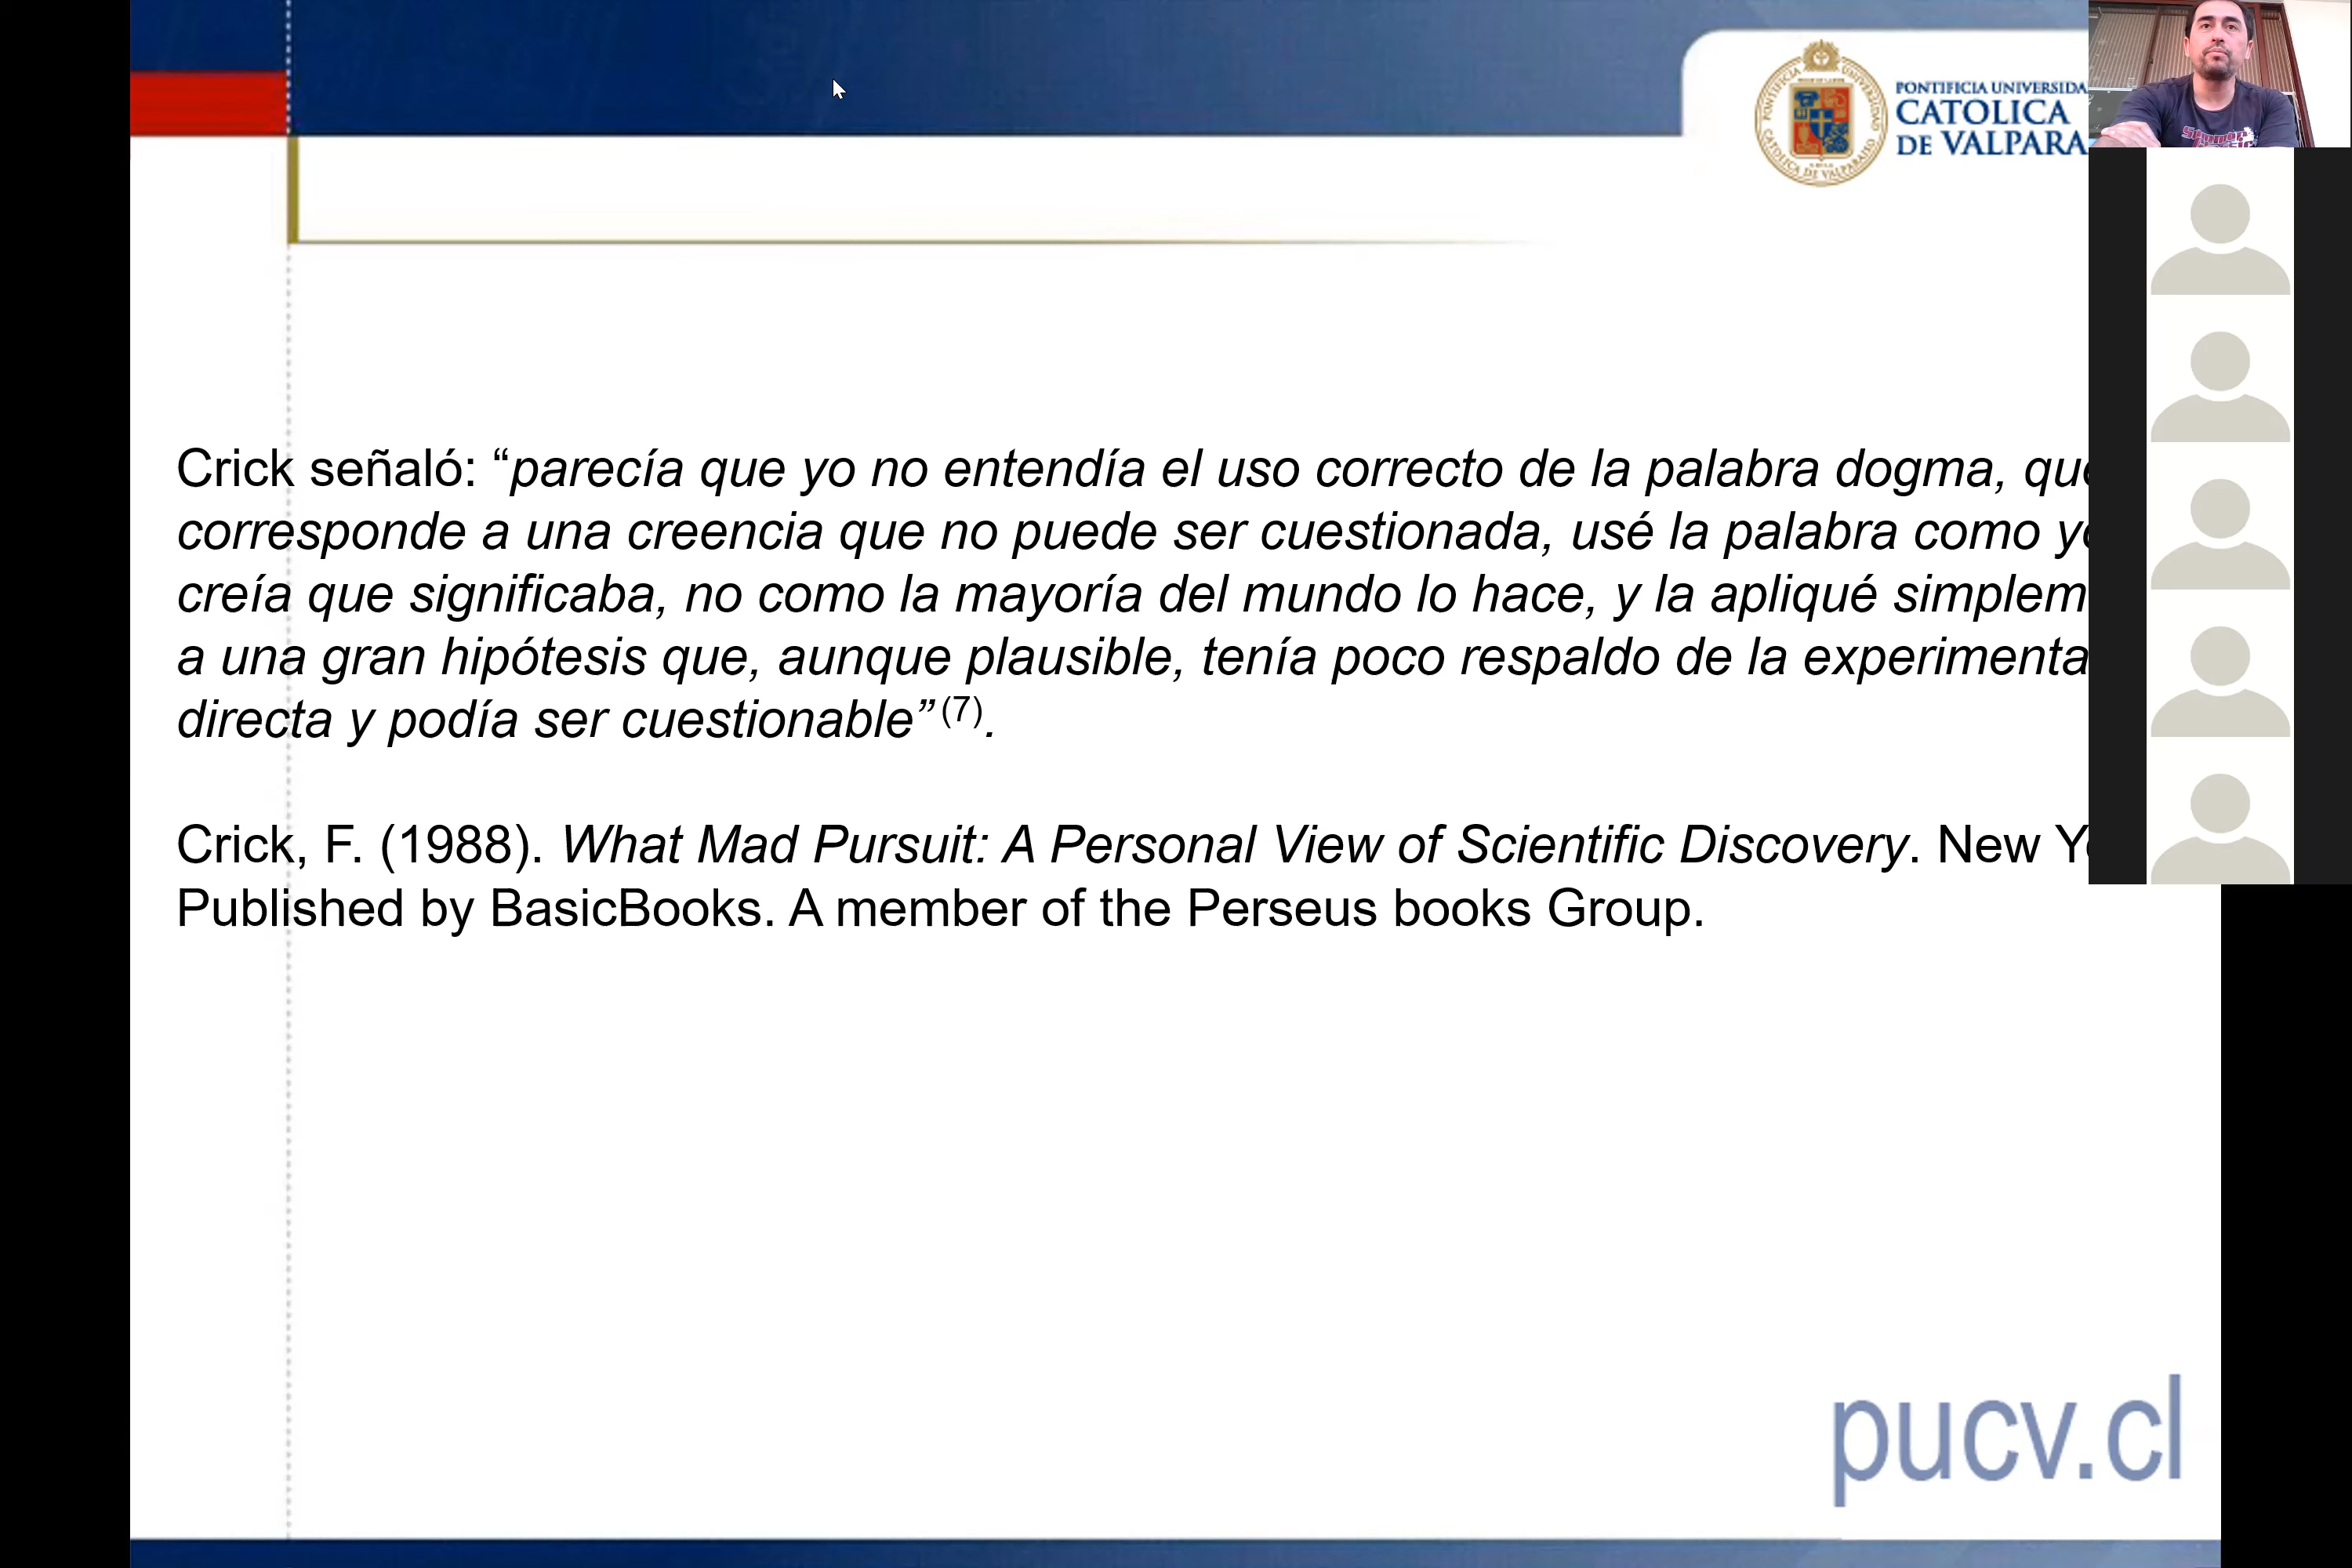 PONTIFICIA UNIVERSIDA
CATOLICA
DE VALPARA
Crick señaló: “parecía que yo no entendía el uso correcto de la palabra dogma, que
corresponde a una creencia que no puede ser cuestionada, usé la palabra como yo
creía que significaba, no como la mayoría del mundo lo hace, y la apliqué simplem
a una gran hipótesis que, aunque plausible, tenía poco respaldo de la experimenta
directa y podía ser cuestionable” (7).
Crick, F. (1988). What Mad Pursuit: A Personal View of Scientific Discovery. New Yo
Published by BasicBooks. A member of the Perseus books Group.
pucv.cl